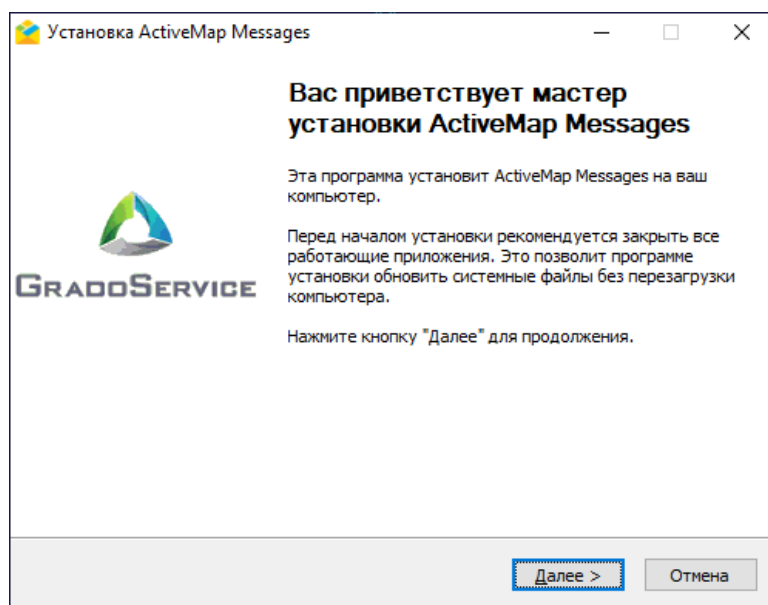 Установка ActiveMap Messages
Вас приветствует мастер
установки ActiveMap Messages
Эта программа установит ActiveMap Messages на ваш
компьютер.
Перед началом установки рекомендуется закрыть все
работающие приложения. Это позволит программе
установки обновить системные файлы без перезагрузки
компьютера.
Нажмите кнопку "Далее" для продолжения.
GRADOSERVICE
Далее >
Отмена